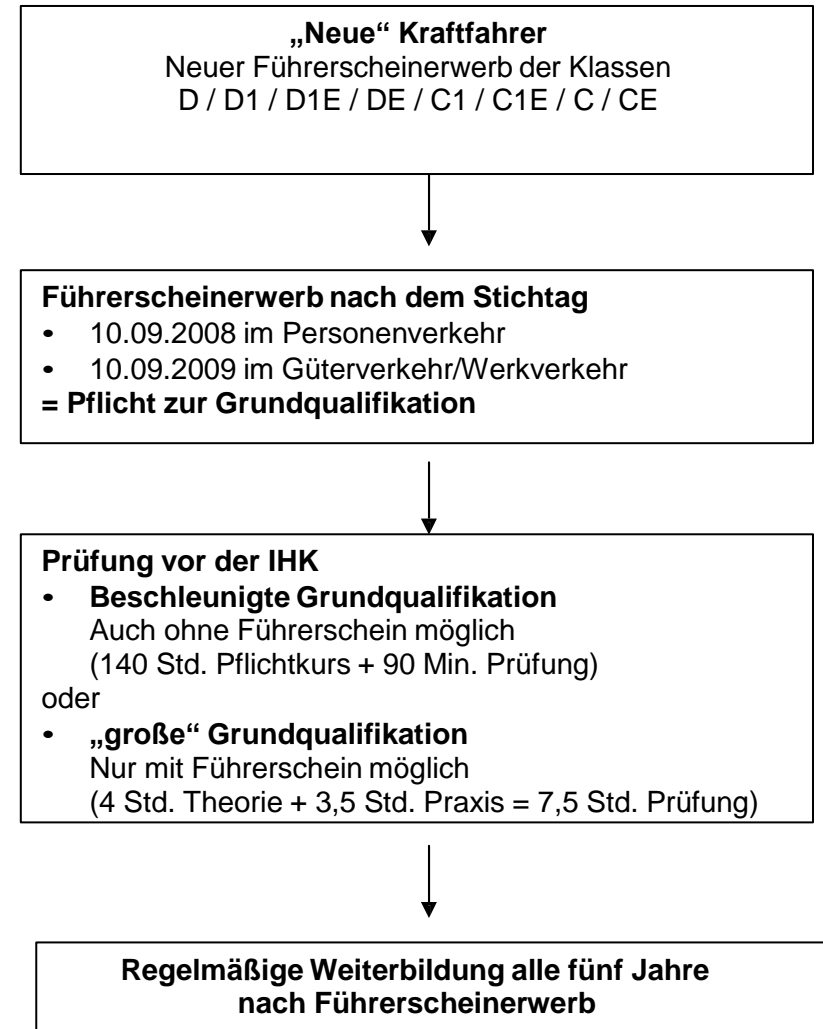 „Neue“ Kraftfahrer
Neuer Führerscheinerwerb der Klassen
D / D1 / D1E / DE / C1 / C1E / C / CE
Führerscheinerwerb nach dem Stichtag
• 10.09.2008 im Personenverkehr
• 10.09.2009 im Güterverkehr/Werkverkehr
= Pflicht zur Grundqualifikation
Prüfung vor der IHK
• Beschleunigte Grundqualifikation
Auch ohne Führerschein möglich
(140 Std. Pflichtkurs + 90 Min. Prüfung)
oder
• „große“ Grundqualifikation
Nur mit Führerschein möglich
(4 Std. Theorie + 3,5 Std. Praxis = 7,5 Std. Prüfung)
Regelmäßige Weiterbildung alle fünf Jahre
nach Führerscheinerwerb